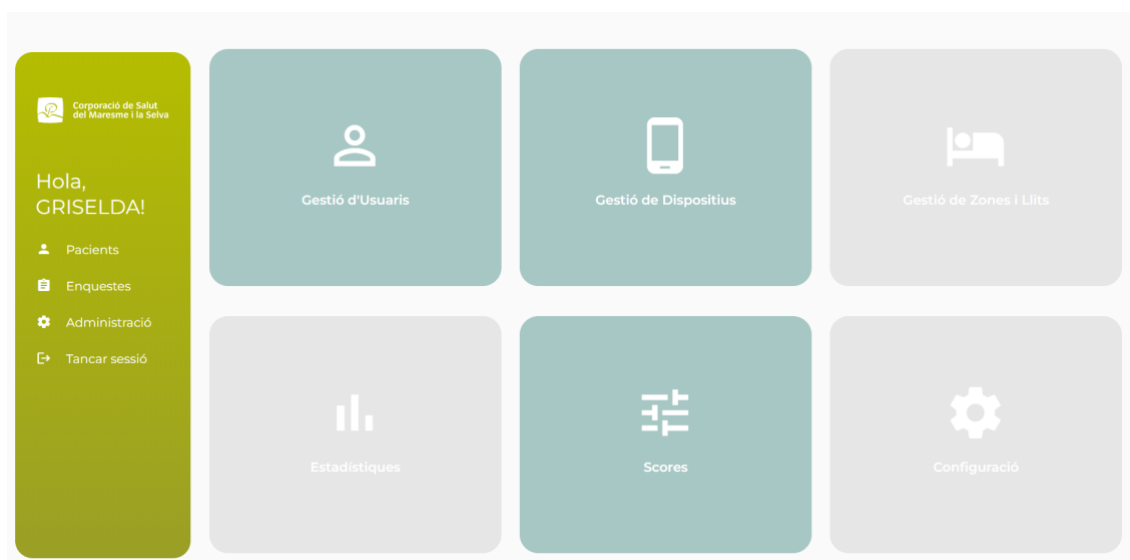 Corporació de Salut
del Maresme i la Selva
Hola,
GRISELDA!
Pacients
Enquestes
Administració
Tancar sessió
Gestió d'Usuaris
Gestió de Dispositius
Gestió de Zones i Llits
Estadístiques
Scores
Configuració